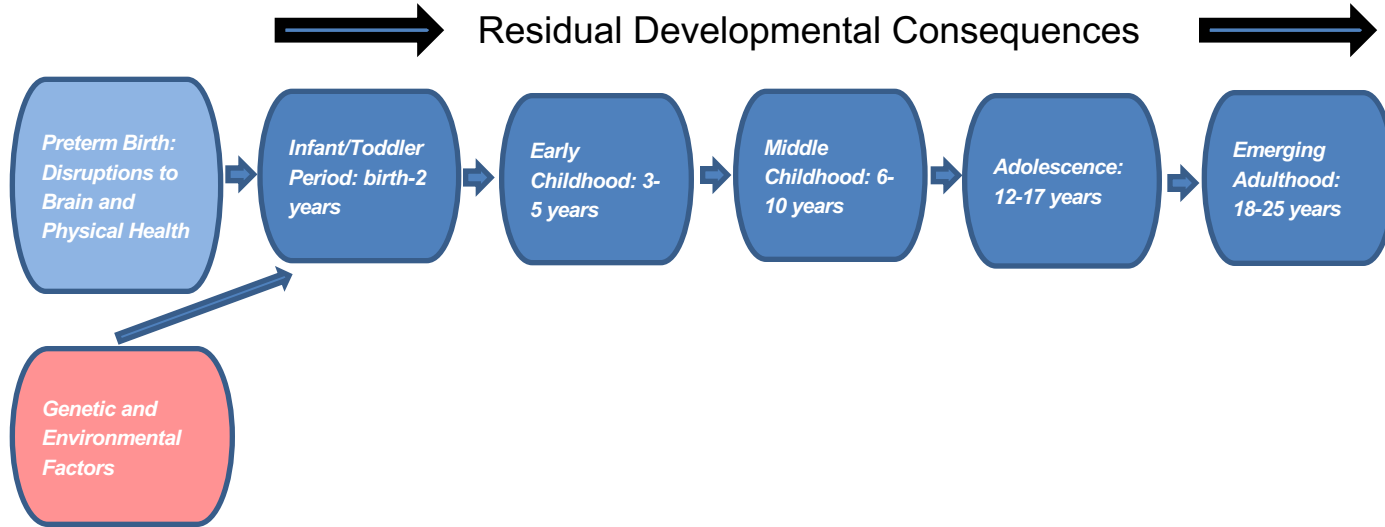 Residual Developmental Consequences
Preterm Birth:
Disruptions to
Brain and
Physical Health
Infant/Toddler
Period: birth-2
years
Early
Childhood: 3-
5 years
Middle
Childhood: 6-
10 years
Adolescence:
12-17 years
Emerging
Adulthood:
18-25 years
Genetic and
Environmental
Factors